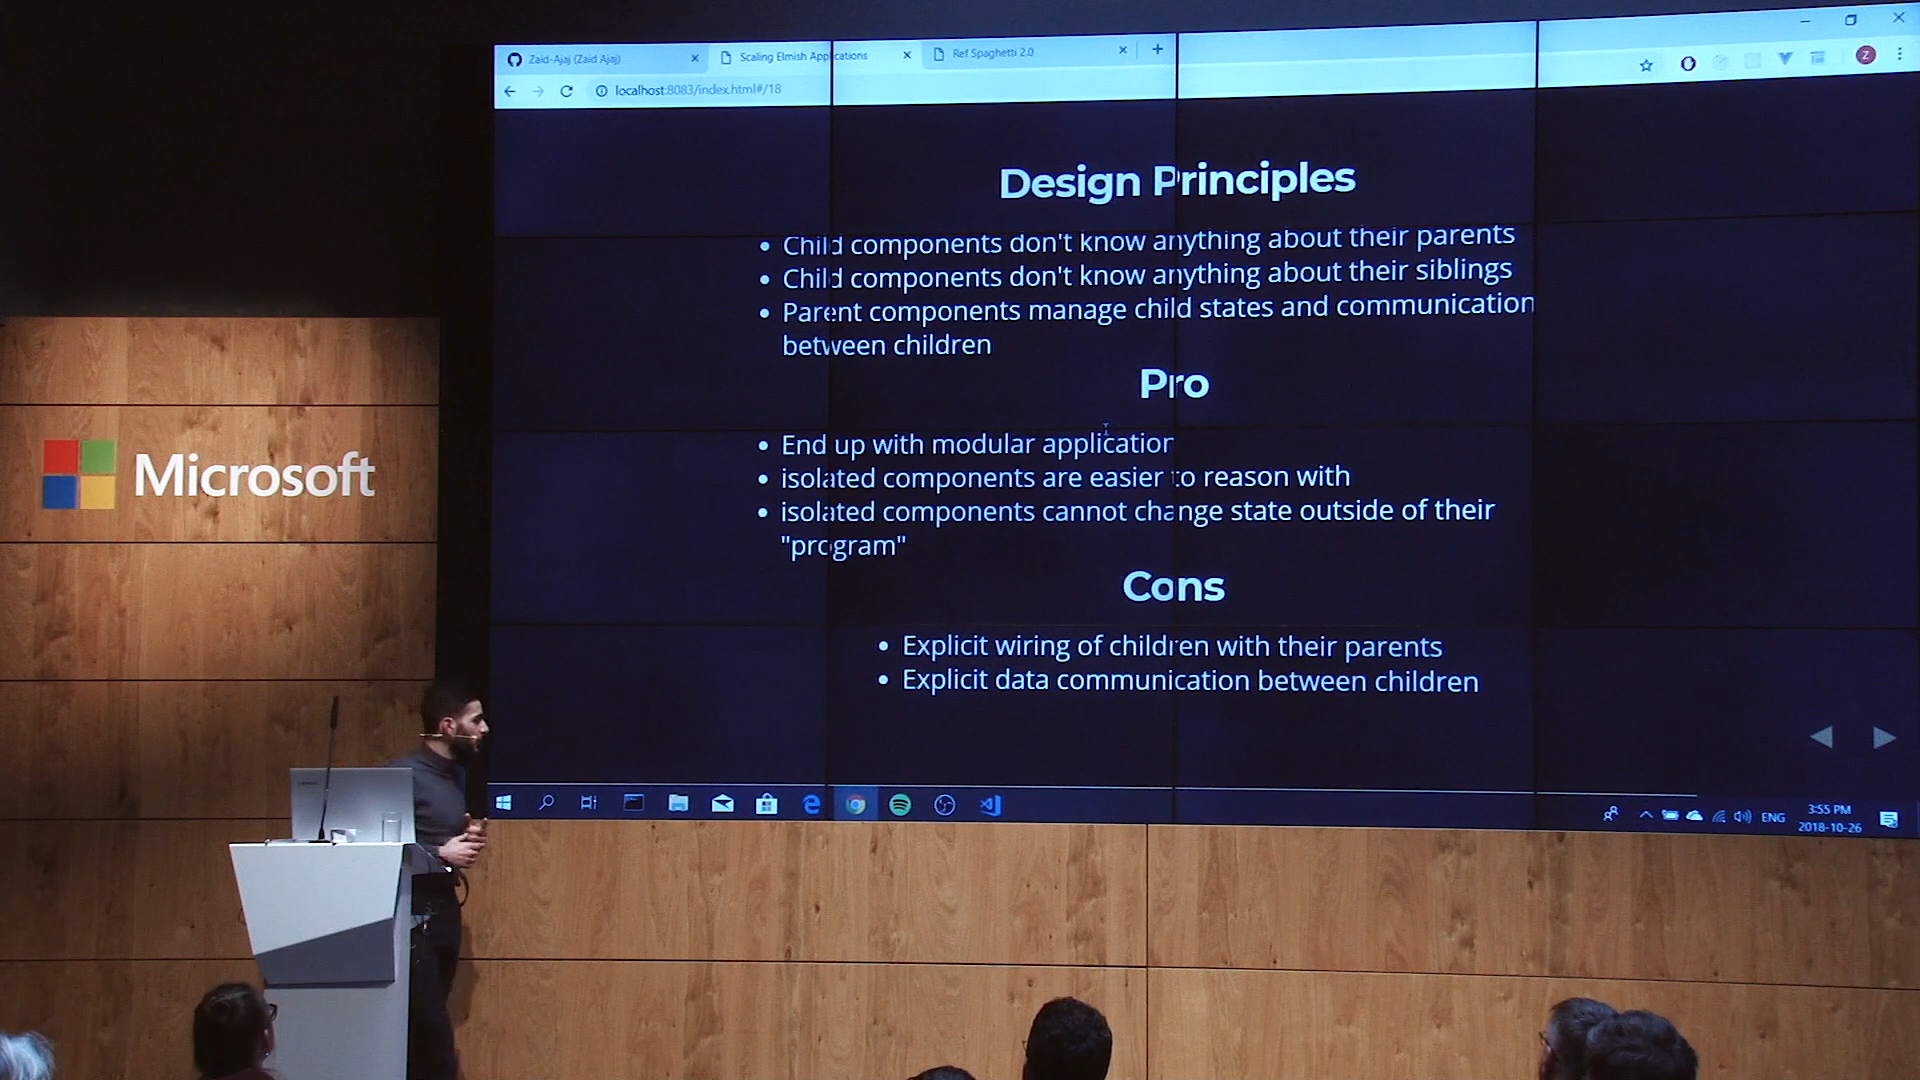 Zaid-Ajaj (Zaid Ajaj)
Scaling Elmish Applications
Ref Spaghetti 2.0
localhost:8083/index.html#/18
Z
Design Principles
Child components don't know anything about their parents
Child components don't know anything about their siblings
Parent components manage child states and communication
between children
Pro
End up with modular application
isolated components are easier to reason with
isolated components cannot change state outside of their
"program"
Cons
Explicit wiring of children with their parents
Explicit data communication between children
Microsoft
ENG
3:55 PM
2018-10-26